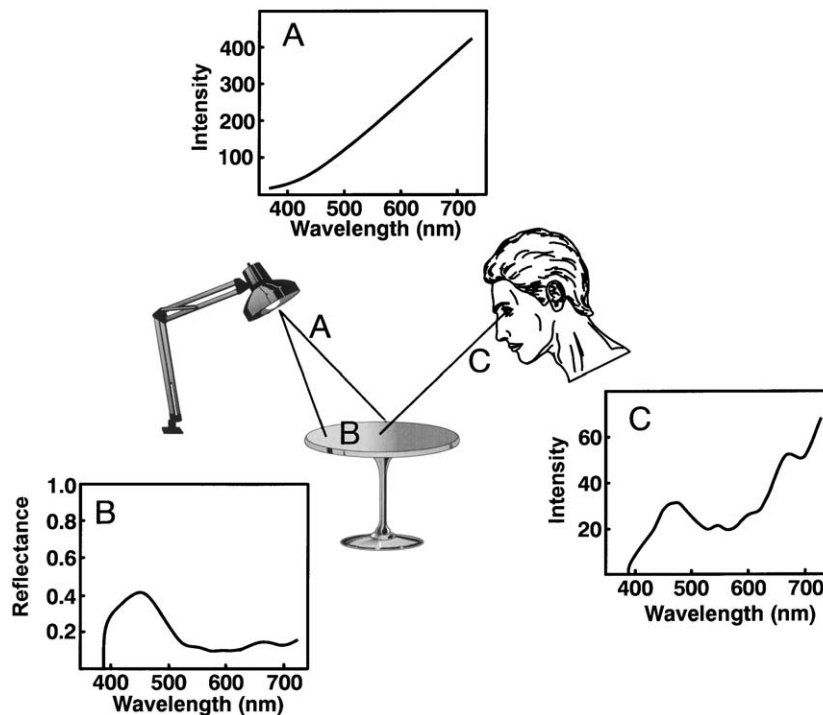 A
Intensity
400
300
200
100
400 500 600 700
Wavelength (nm)
A
C
B
B
Reflectance
1.0
0.8
0.6
0.4
0.2
400 500 600 700
Wavelength (nm)
C
Intensity
60
40
20
400 500 600 700
Wavelength (nm)